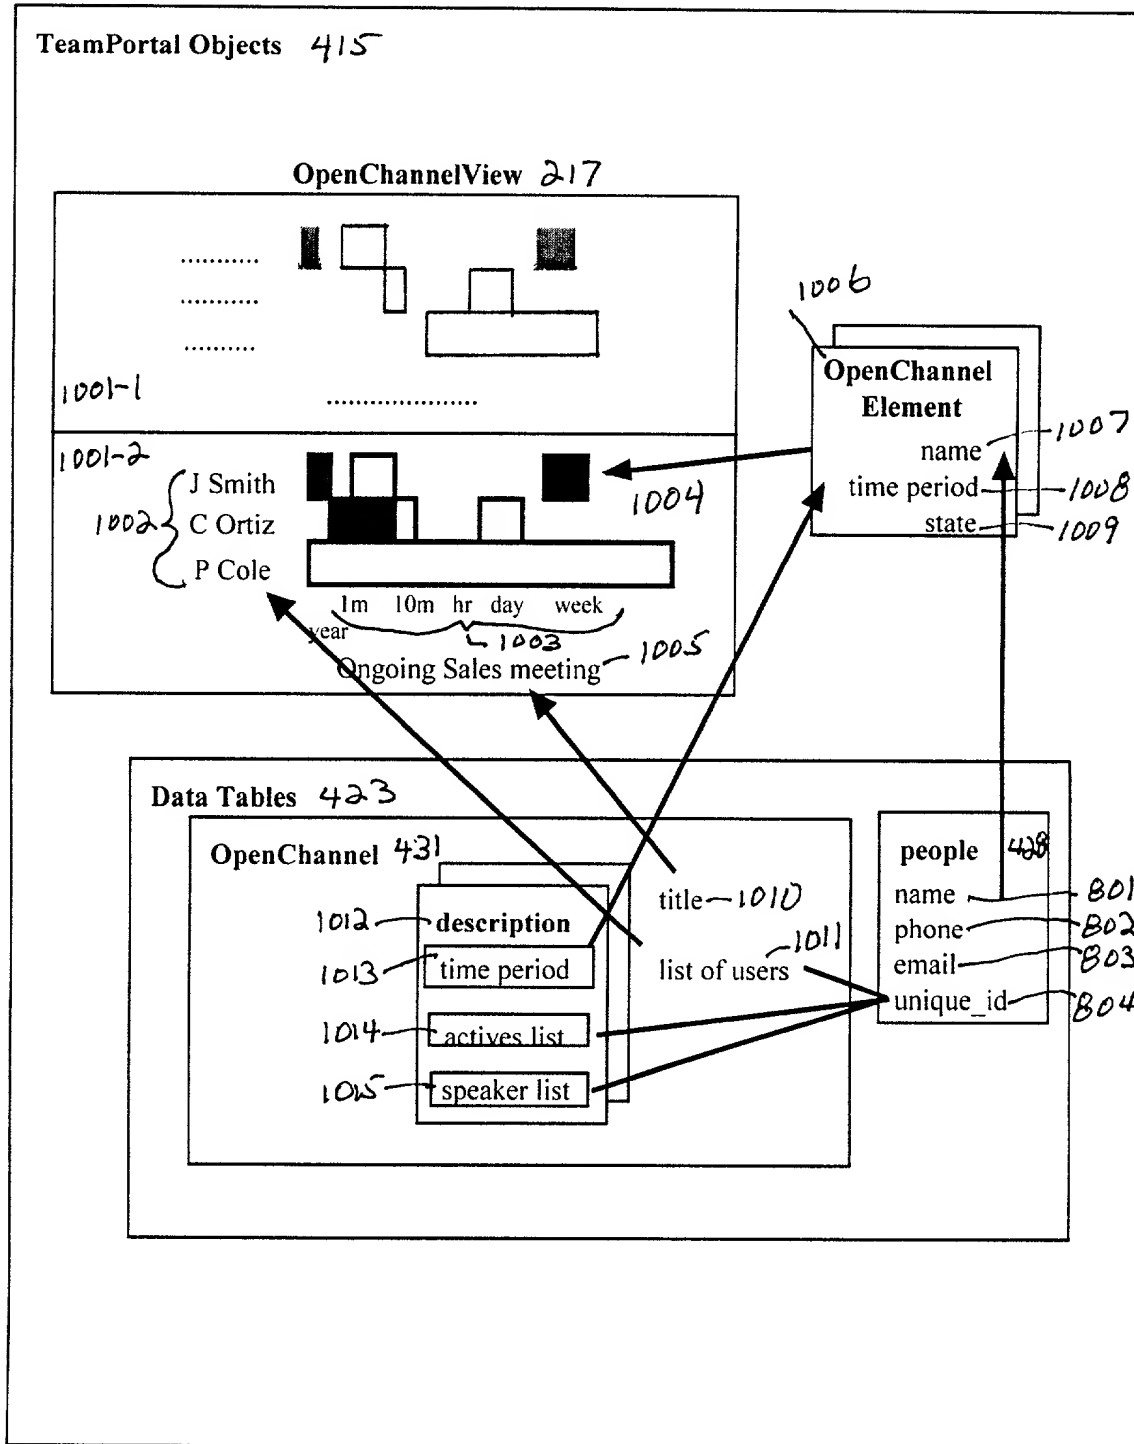 TeamPortal Objects 415
OpenChannelView 217
............
............
...........
1001-1
......................
1001-2
J Smith
1002
C Ortiz
P Cole
1004
1m 10m hr day week
year
1003
Ongoing Sales meeting 1005
1006
OpenChannel
Element
name 1007
time period 1008
state 1009
Data Tables 423
OpenChannel 431
1012 description
1013 time period
1014 actives list
1015 speaker list
title 1010
1011
list of users
people 428
name 801
phone 802
email 803
unique_id 804